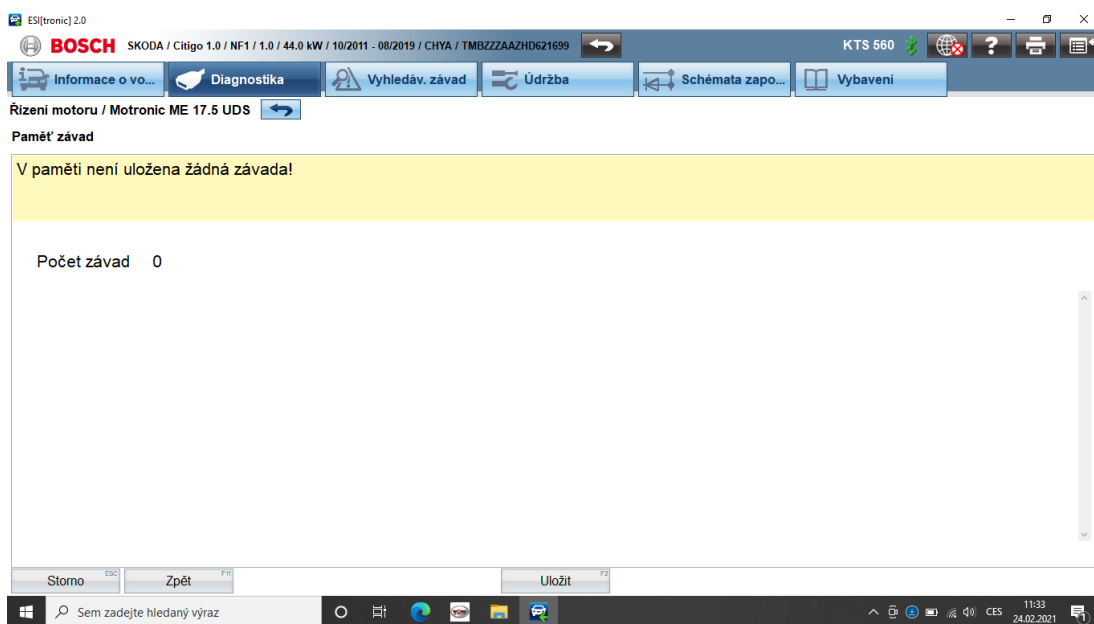 ESI[tronic] 2.0
BOSCH SKODA / Citigo 1.0 / NF1 / 1.0 / 44.0 kW / 10/2011 - 08/2019 / CHYA / TMBZZZAAZHD621699 KTS 560 ?
Informace o vo... Diagnostika Vyhledáv. závad Údržba Schémata zapo... Vybavení
Řízení motoru / Motronic ME 17.5 UDS
Paměť závad
V paměti není uložena žádná závada!
Počet závad 0
Storno ESC Zpět F11 Uložit F2
Sem zadejte hledaný výraz CES 11:33
24.02.2021